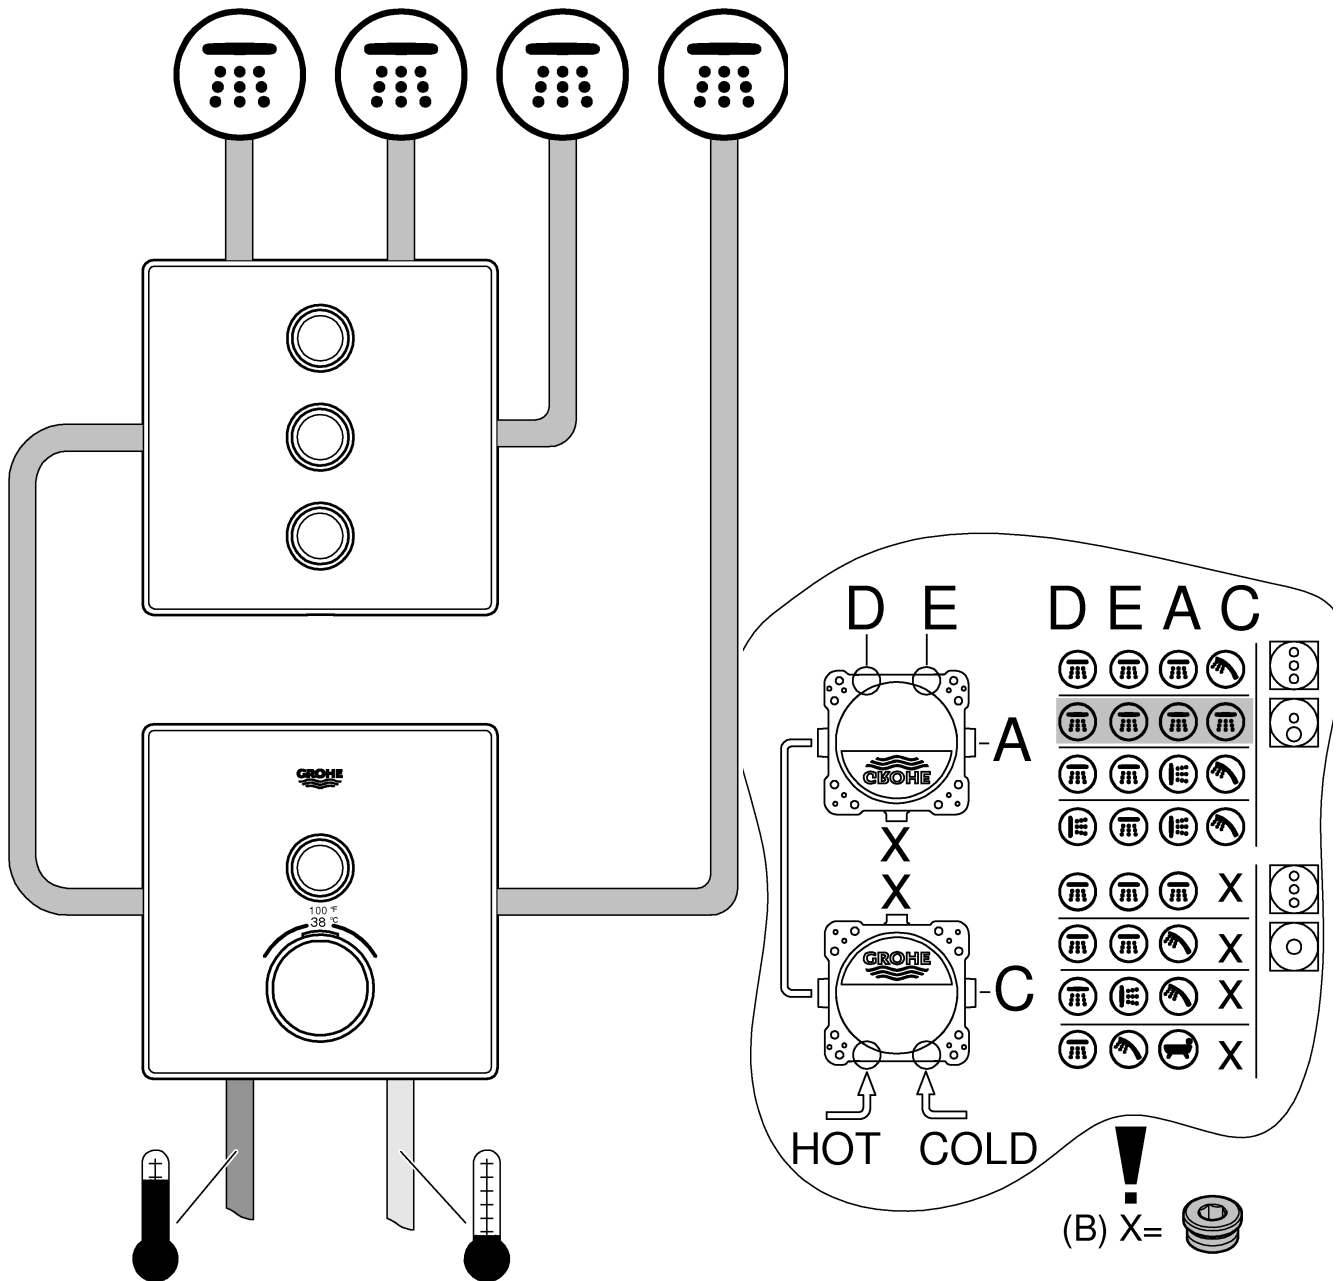 GROHE
100 °F
38 °C
D E
D E A C
A
GROHE
X
X
GROHE
C
X
X
X
X
HOT COLD
!
(B) X=